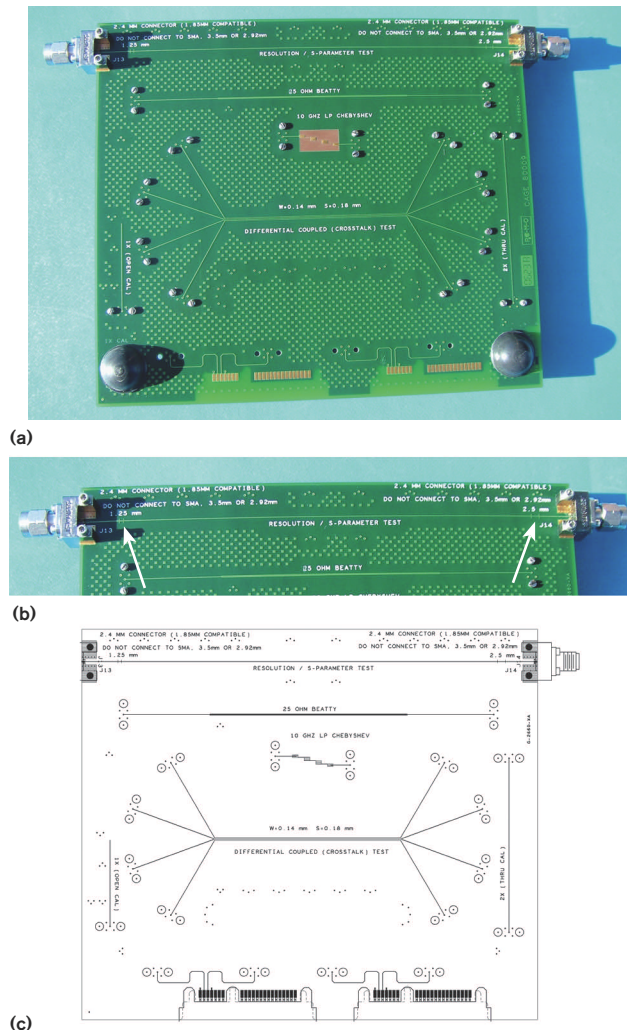 2.4 MM CONNECTOR (1.85MM COMPATIBLE)
2.4 MM CONNECTOR (1.85MM COMPATIBLE)
DO NOT CONNECT TO SMA, 3.5mm OR 2.92mm
DO NOT CONNECT TO SMA, 3.5mm OR 2.92mm
1.25 mm
2.5 mm
J13
RESOLUTION / S-PARAMETER TEST
J14
25 OHM BEATTY
10 GHZ LP CHEBYSHEV
W=0.14 mm S=0.18 mm
DIFFERENTIAL COUPLED (CROSSTALK) TEST
1X (OPEN CAL)
2X (THRU CAL)
(a)
2.4 MM CONNECTOR (1.85MM COMPATIBLE)
2.4 MM CONNECTOR (1.85MM COMPATIBLE)
DO NOT CONNECT TO SMA, 3.5mm OR 2.92mm
DO NOT CONNECT TO SMA, 3.5mm OR 2.92mm
1.25 mm
2.5 mm
J13
RESOLUTION / S-PARAMETER TEST
J14
25 OHM BEATTY
(b)
2.4 MM CONNECTOR (1.85MM COMPATIBLE)
2.4 MM CONNECTOR (1.85MM COMPATIBLE)
DO NOT CONNECT TO SMA, 3.5mm OR 2.92mm
DO NOT CONNECT TO SMA, 3.5mm OR 2.92mm
1.25 mm
2.5 mm
J13
RESOLUTION / S-PARAMETER TEST
J14
25 OHN BEATTY
10 GHZ LP CHEBYSHEV
W=0.14 mm S=0.18 mm
DIFFERENTIAL COUPLED (CROSSTALK) TEST
1X (OPEN CAL)
2X (THRU CAL)
(c)